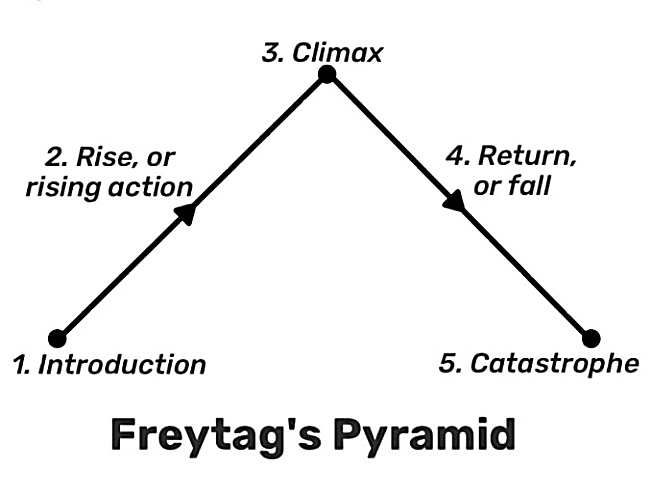 3. Climax
2. Rise, or
rising action
4. Return,
or fall
1. Introduction
5. Catastrophe
Freytag's Pyramid